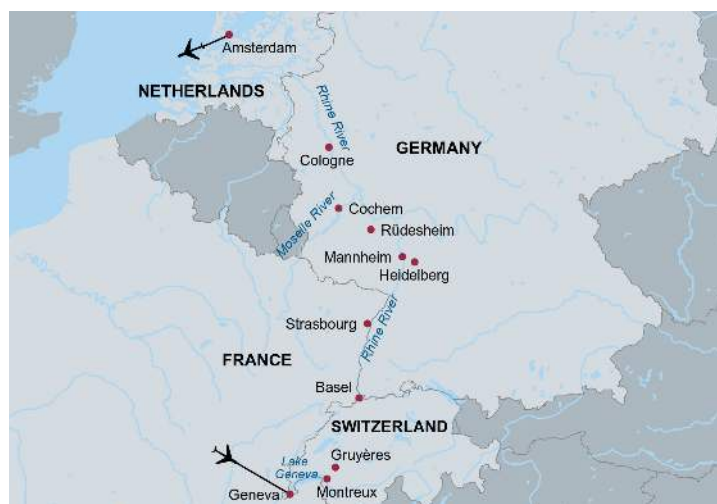 Amsterdam
NETHERLANDS
Rhine River
Cologne
GERMANY
Cochem
Moselle River
Rüdesheim
Mannheim
Heidelberg
Strasbourg
Rhine River
FRANCE
Basel
SWITZERLAND
Lake
Geneva
Gruyères
Geneva
Montreux